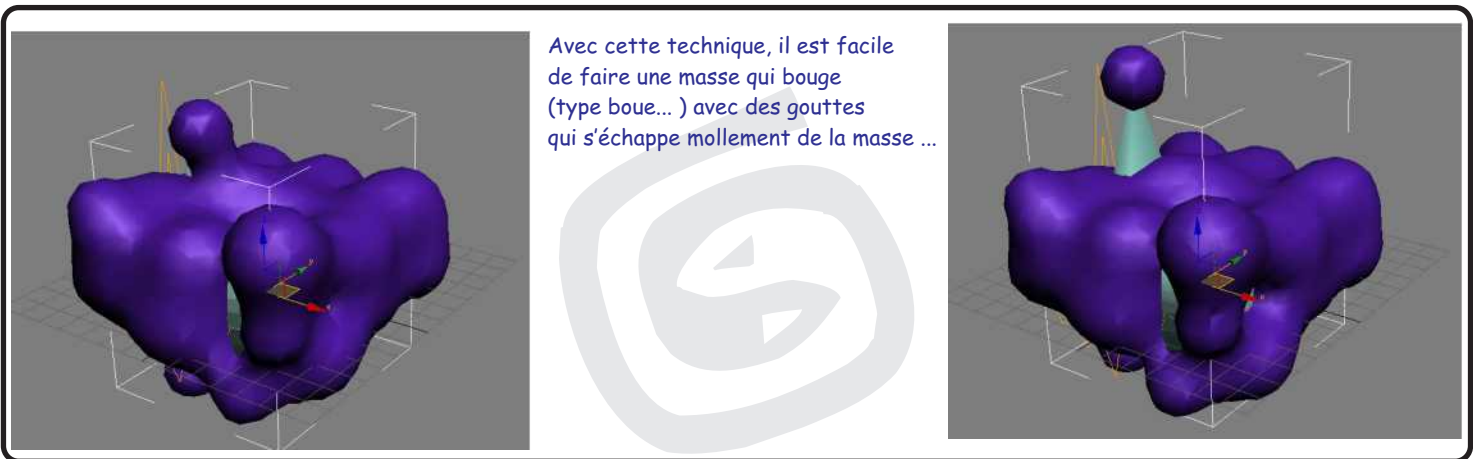 Avec cette technique, il est facile
de faire une masse qui bouge
(type boue... ) avec des gouttes
qui s'échappe mollement de la masse ...